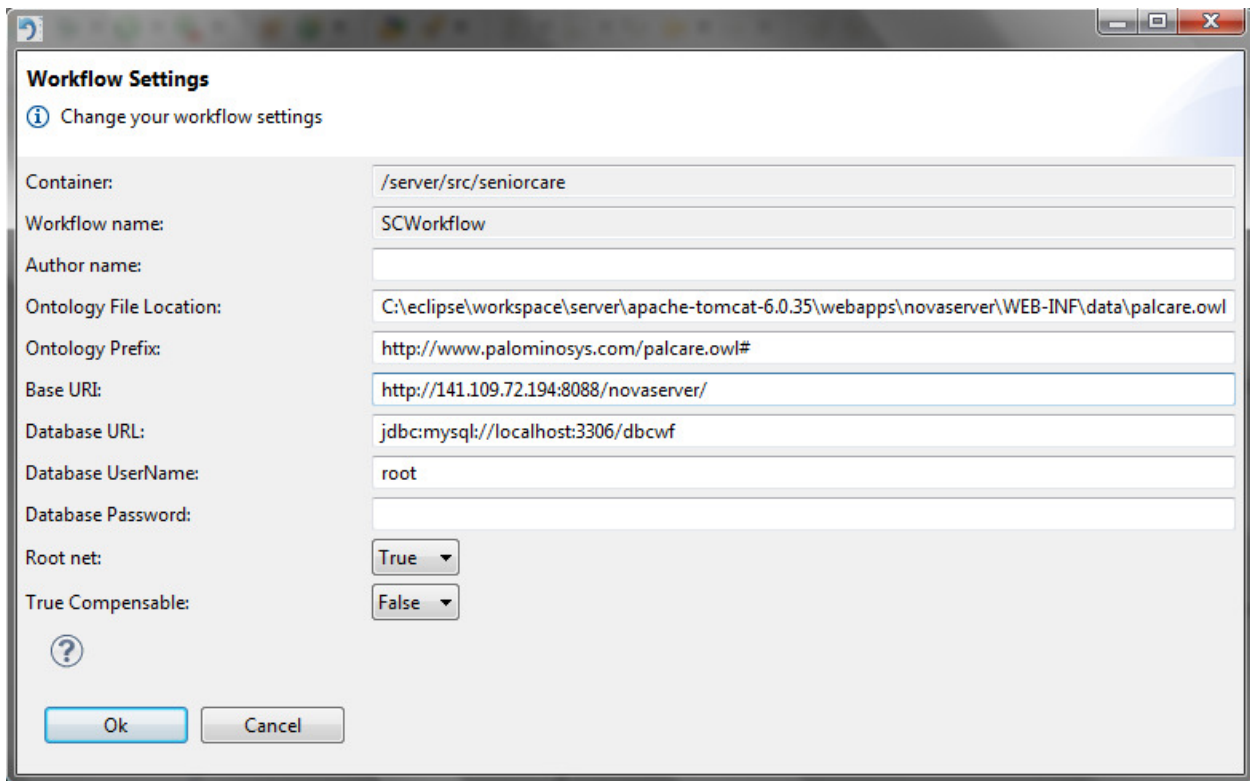 Workflow Settings
Change your workflow settings
Container: /server/src/seniorcare
Workflow name: SCWorkflow
Author name:
Ontology File Location: C:\eclipse\workspace\server\apache-tomcat-6.0.35\webapps\novaserver\WEB-INF\data\palcare.owl
Ontology Prefix: http://www.palominosys.com/palcare.owl#
Base URI: http://141.109.72.194:8088/novaserver/
Database URL: jdbc:mysql://localhost:3306/dbcwf
Database UserName: root
Database Password:
Root net: True
True Compensable: False
Ok Cancel